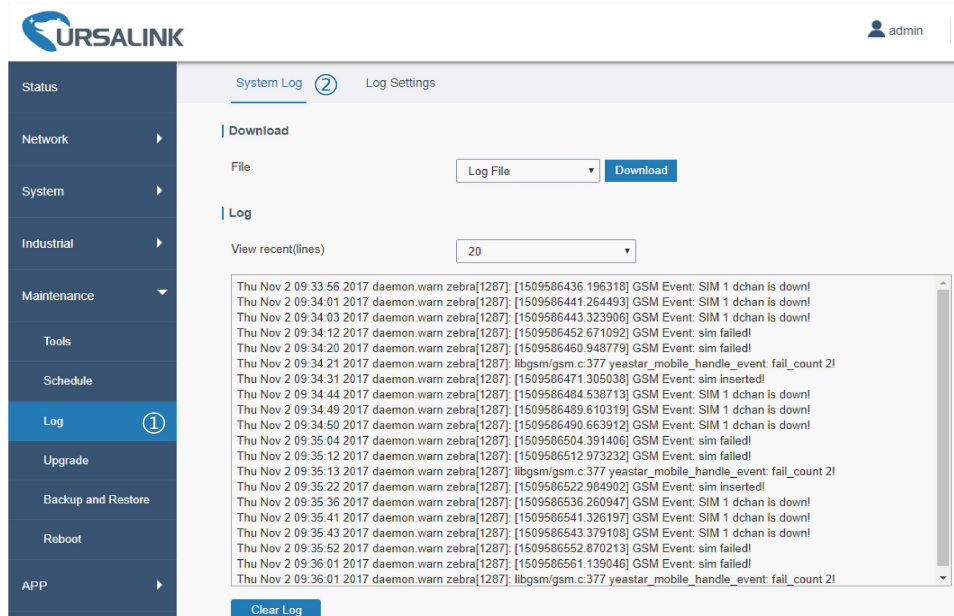 URSALINK
admin
Status
System Log ② Log Settings
Download
Network
File Log File Download
System
Log
Industrial
View recent(lines) 20
Maintenance
Tools
Schedule
Log ①
Upgrade
Backup and Restore
Reboot
APP
Thu Nov 2 09:33:56 2017 daemon.warn zebra[1287]: [1509586436.196318] GSM Event: SIM 1 dchan is down!
Thu Nov 2 09:34:01 2017 daemon.warn zebra[1287]: [1509586441.264493] GSM Event: SIM 1 dchan is down!
Thu Nov 2 09:34:03 2017 daemon.warn zebra[1287]: [1509586443.323906] GSM Event: SIM 1 dchan is down!
Thu Nov 2 09:34:12 2017 daemon.warn zebra[1287]: [1509586452.671092] GSM Event: sim failed!
Thu Nov 2 09:34:20 2017 daemon.warn zebra[1287]: [1509586460.948779] GSM Event: sim failed!
Thu Nov 2 09:34:21 2017 daemon.warn zebra[1287]: libgsm/gsm.c:377 yeastar_mobile_handle_event: fail_count 2!
Thu Nov 2 09:34:31 2017 daemon.warn zebra[1287]: [1509586471.305038] GSM Event: sim inserted!
Thu Nov 2 09:34:44 2017 daemon.warn zebra[1287]: [1509586484.538713] GSM Event: SIM 1 dchan is down!
Thu Nov 2 09:34:49 2017 daemon.warn zebra[1287]: [1509586489.610319] GSM Event: SIM 1 dchan is down!
Thu Nov 2 09:34:50 2017 daemon.warn zebra[1287]: [1509586490.663912] GSM Event: SIM 1 dchan is down!
Thu Nov 2 09:35:04 2017 daemon.warn zebra[1287]: [1509586504.391406] GSM Event: sim failed!
Thu Nov 2 09:35:12 2017 daemon.warn zebra[1287]: [1509586512.973232] GSM Event: sim failed!
Thu Nov 2 09:35:13 2017 daemon.warn zebra[1287]: libgsm/gsm.c:377 yeastar_mobile_handle_event: fail_count 2!
Thu Nov 2 09:35:22 2017 daemon.warn zebra[1287]: [1509586522.984902] GSM Event: sim inserted!
Thu Nov 2 09:35:36 2017 daemon.warn zebra[1287]: [1509586536.260947] GSM Event: SIM 1 dchan is down!
Thu Nov 2 09:35:41 2017 daemon.warn zebra[1287]: [1509586541.326197] GSM Event: SIM 1 dchan is down!
Thu Nov 2 09:35:43 2017 daemon.warn zebra[1287]: [1509586543.379108] GSM Event: SIM 1 dchan is down!
Thu Nov 2 09:35:52 2017 daemon.warn zebra[1287]: [1509586552.870213] GSM Event: sim failed!
Thu Nov 2 09:36:01 2017 daemon.warn zebra[1287]: [1509586561.139046] GSM Event: sim failed!
Thu Nov 2 09:36:01 2017 daemon.warn zebra[1287]: libgsm/gsm.c:377 yeastar_mobile_handle_event: fail_count 2!
Clear Log